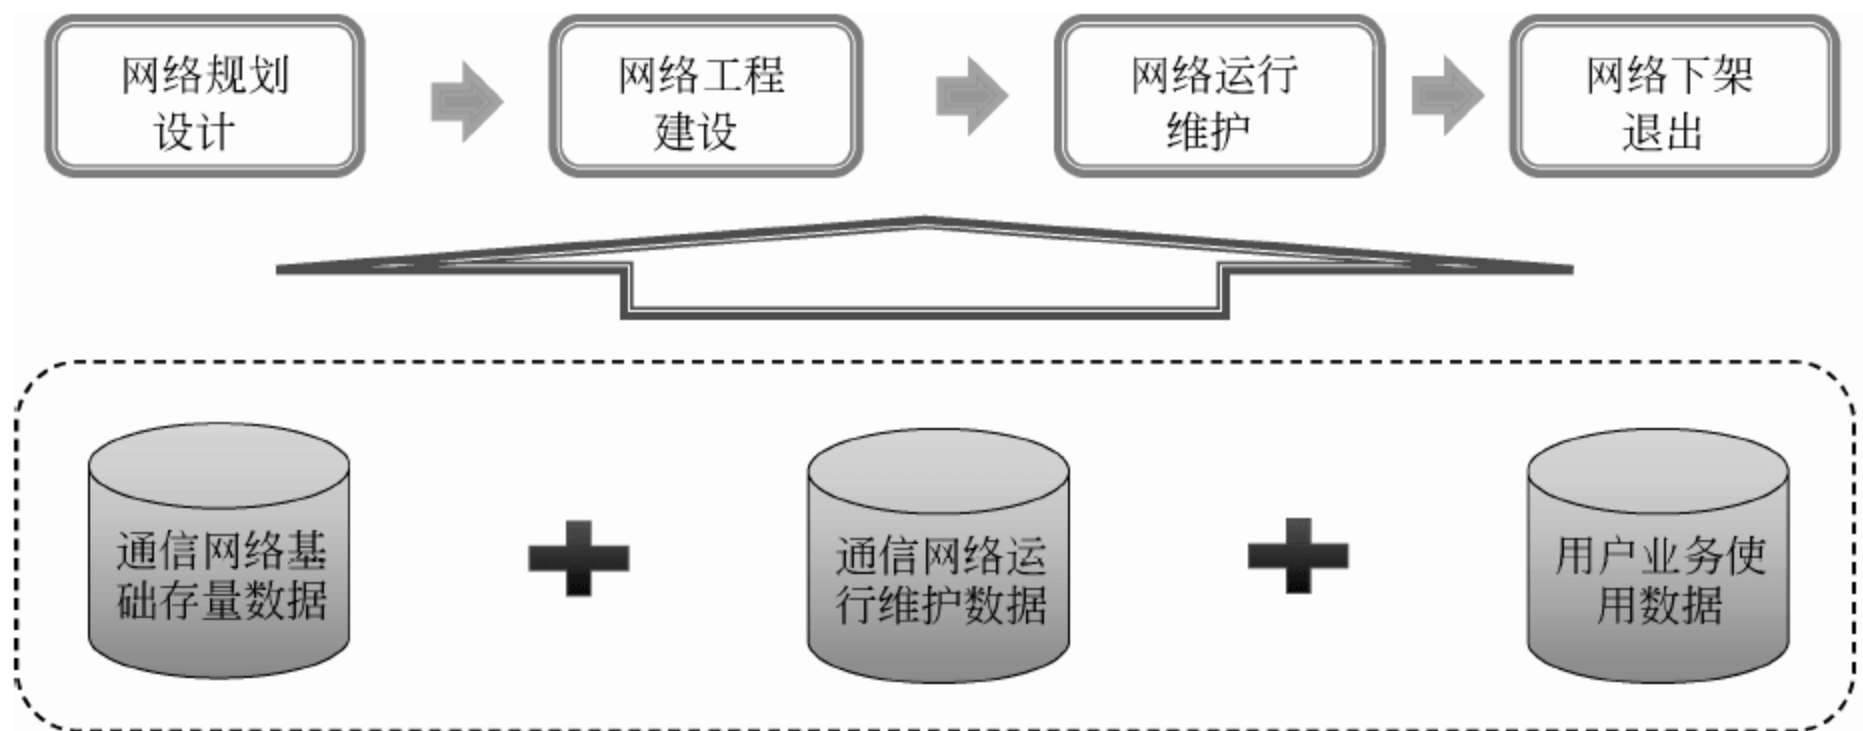 网络规划
设计
网络工程
建设
网络运行
维护
网络下架
退出
通信网络基
础存量数据
通信网络运
行维护数据
用户业务使
用数据